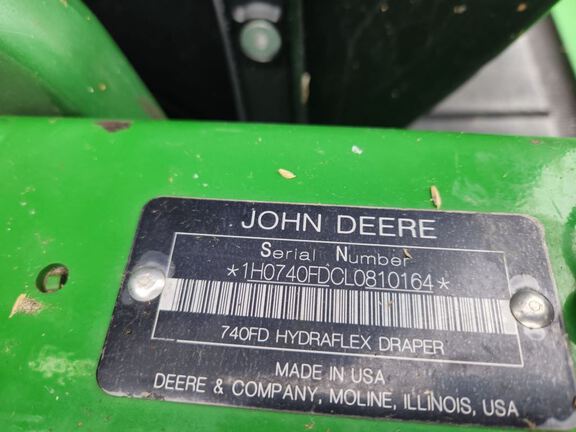 JOHN DEERE
Serial Number
*1H0740FDCL0810164*
740FD HYDRAFLEX DRAPER
MADE IN USA
DEERE & COMPANY, MOLINE, ILLINOIS, USA